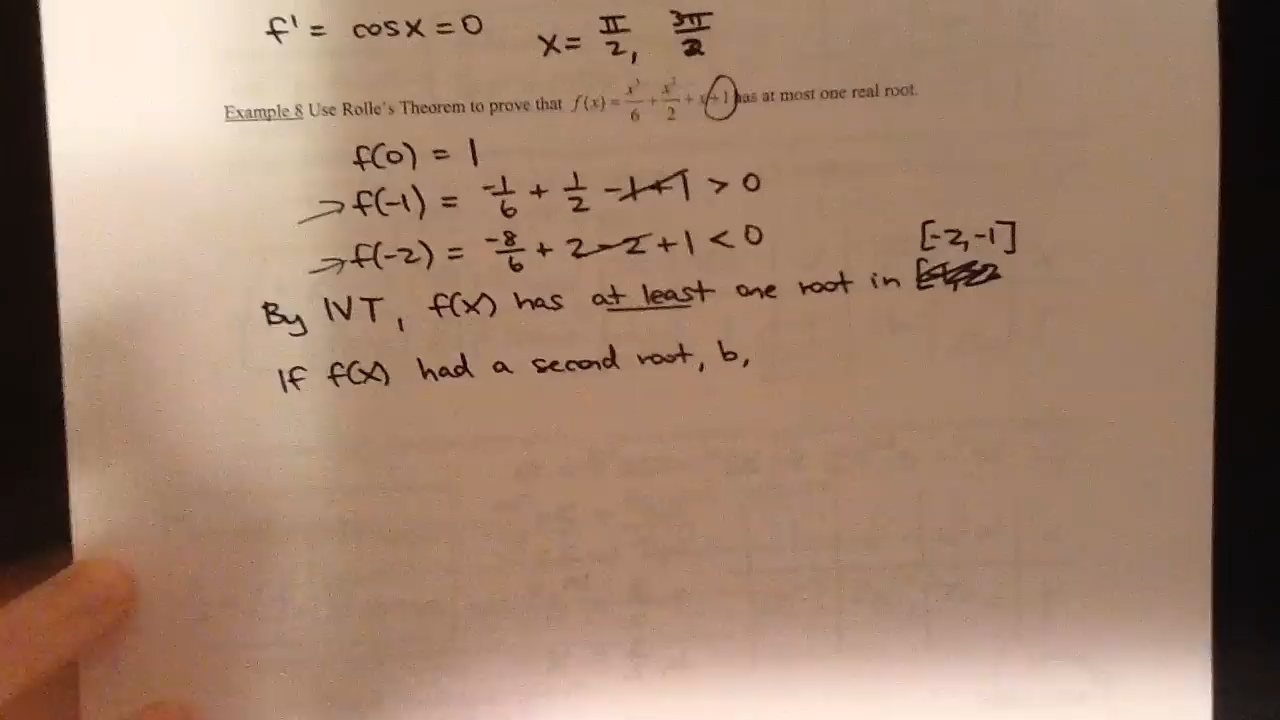 f' = cosx = 0 x = π/2, 3π/2
Example 8 Use Rolle's Theorem to prove that f(x) = x³/6 + x²/2 + x + 1 has at most one real root.
f(0) = 1
→ f(-1) = -1/6 + 1/2 - 1 + 1 > 0
→ f(-2) = -8/6 + 2 - 2 + 1 < 0
By IVT, f(x) has at least one root in [-2,-1]
If f(x) had a second root, b,